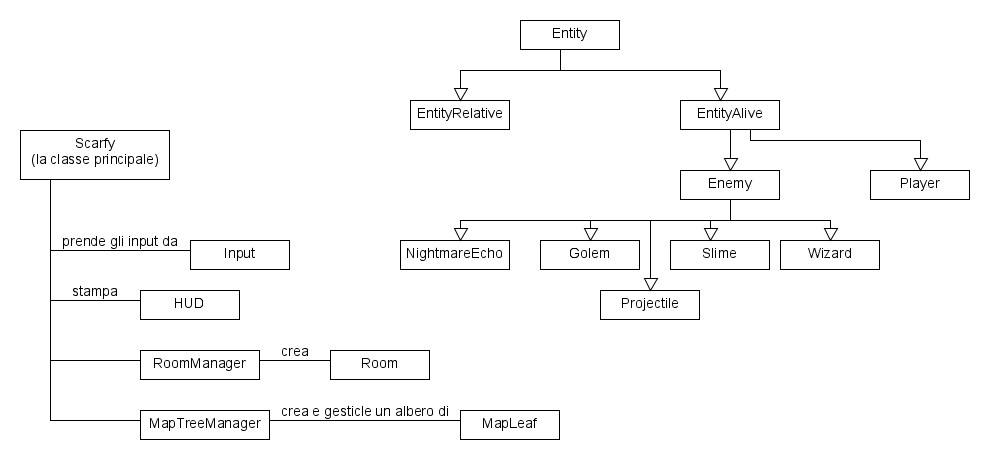 Entity
EntityRelative
EntityAlive
Scarfy
(la classe principale)
Enemy
Player
prende gli input da
Input
NightmareEcho
Golem
Slime
Wizard
stampa
HUD
Projectile
RoomManager
crea
Room
MapTreeManager
crea e gesticle un albero di
MapLeaf